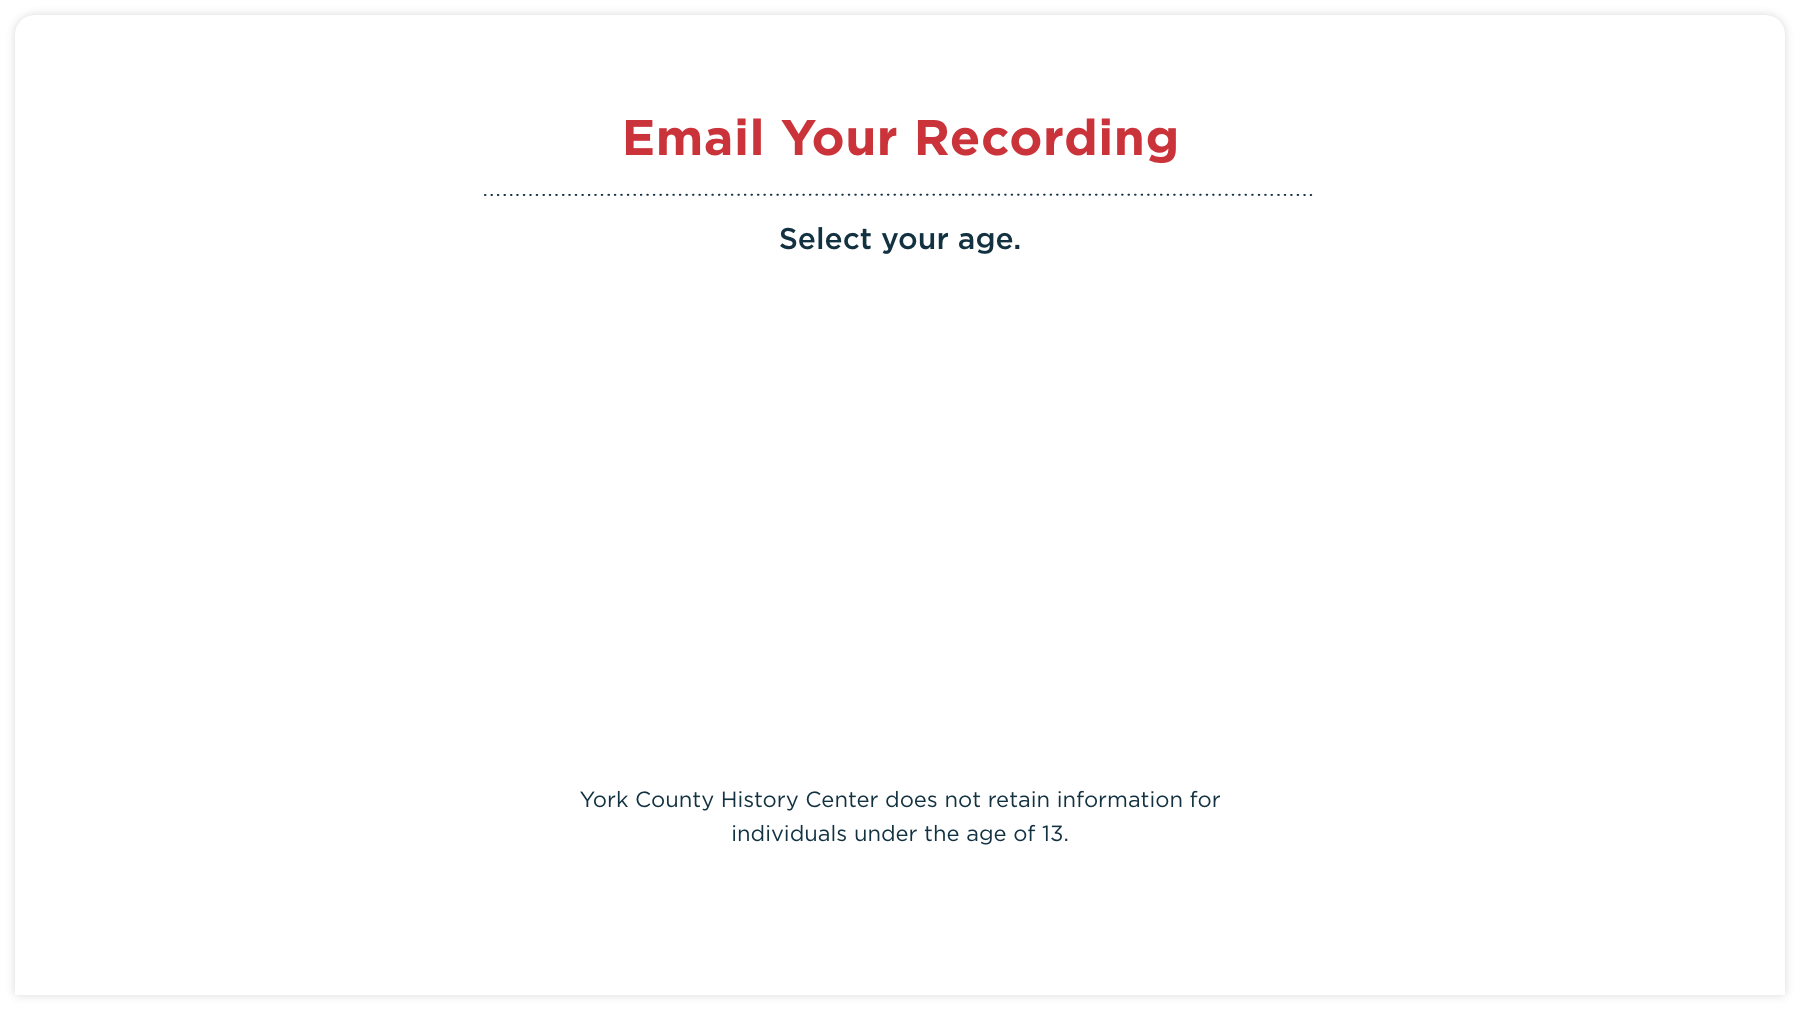 Email Your Recording
Select your age.
York County History Center does not retain information for
individuals under the age of 13.